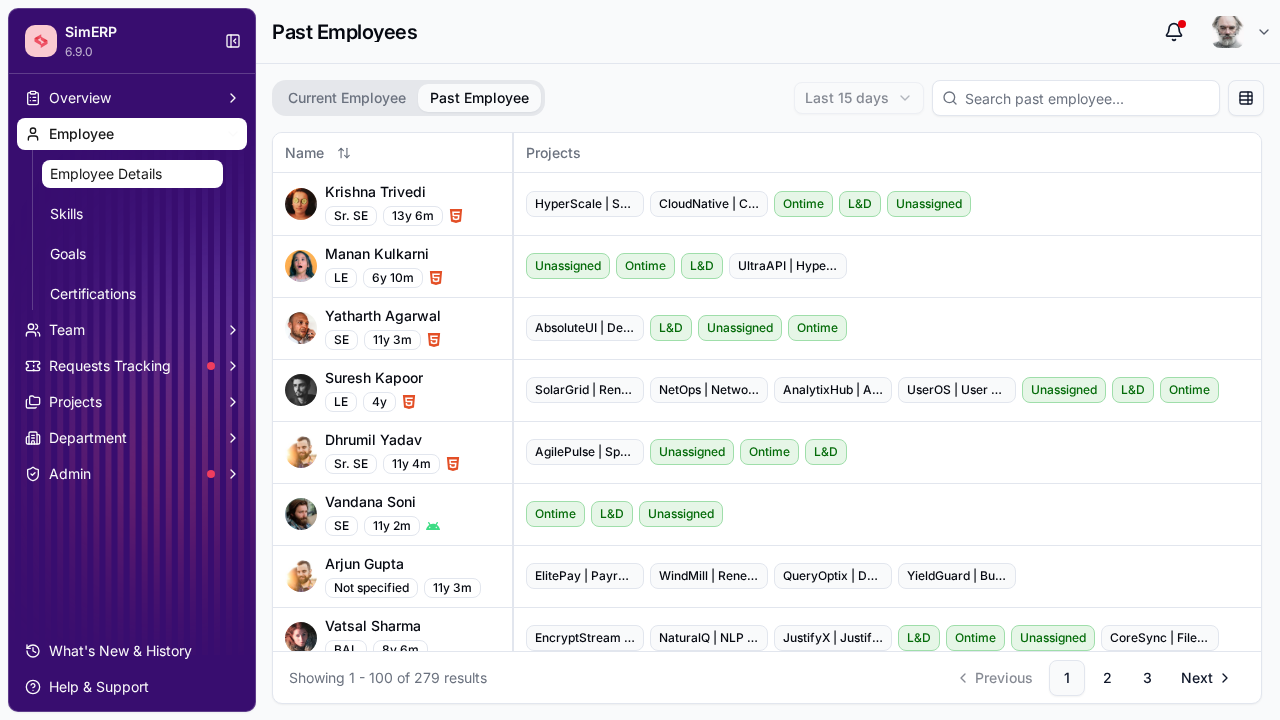 SimERP
6.9.0
Overview
Employee
Employee Details
Skills
Goals
Certifications
Team
Requests Tracking
Projects
Department
Admin
What's New & History
Help & Support
Past Employees
Current Employee
Past Employee
Last 15 days
Search past employee...
Name
Projects
Krishna Trivedi
Sr. SE
13y 6m
HyperScale | S...
CloudNative | C...
Ontime
L&D
Unassigned
Manan Kulkarni
LE
6y 10m
Unassigned
Ontime
L&D
UltraAPI | Hype...
Yatharth Agarwal
SE
11y 3m
AbsoluteUI | De...
L&D
Unassigned
Ontime
Suresh Kapoor
LE
4y
SolarGrid | Ren...
NetOps | Netwo...
AnalytixHub | A...
UserOS | User ...
Unassigned
L&D
Ontime
Dhrumil Yadav
Sr. SE
11y 4m
AgilePulse | Sp...
Unassigned
Ontime
L&D
Vandana Soni
SE
11y 2m
Ontime
L&D
Unassigned
Arjun Gupta
Not specified
11y 3m
ElitePay | Payr...
WindMill | Rene...
QueryOptix | D...
YieldGuard | Bu...
Vatsal Sharma
BAL
8y 6m
EncryptStream ...
NaturalQ | NLP ...
JustifyX | Justif...
L&D
Ontime
Unassigned
CoreSync | File...
Showing 1 - 100 of 279 results
Previous
1
2
3
Next